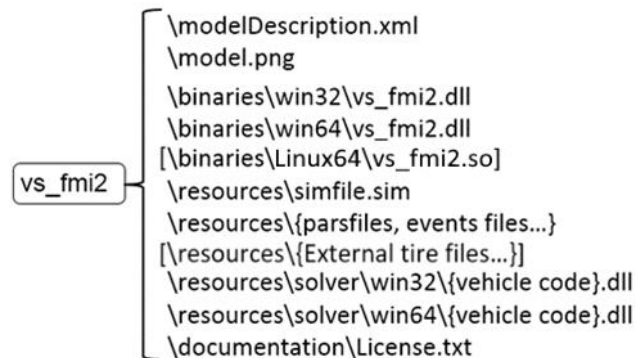 \modelDescription.xml
\model.png
\binaries\win32\vs_fmi2.dll
\binaries\win64\vs_fmi2.dll
[\binaries\Linux64\vs_fmi2.so]
vs_fmi2
\resources\simfile.sim
\resources\{parsfiles, events files...}
[\resources\{External tire files...}]
\resources\solver\win32\{vehicle code}.dll
\resources\solver\win64\{vehicle code}.dll
\documentation\License.txt